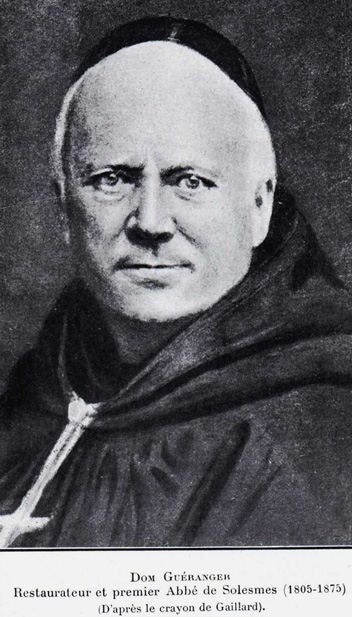 Dom Guéranger
Restaurateur et premier Abbé de Solesmes (1805-1875)
(D'après le crayon de Gaillard).